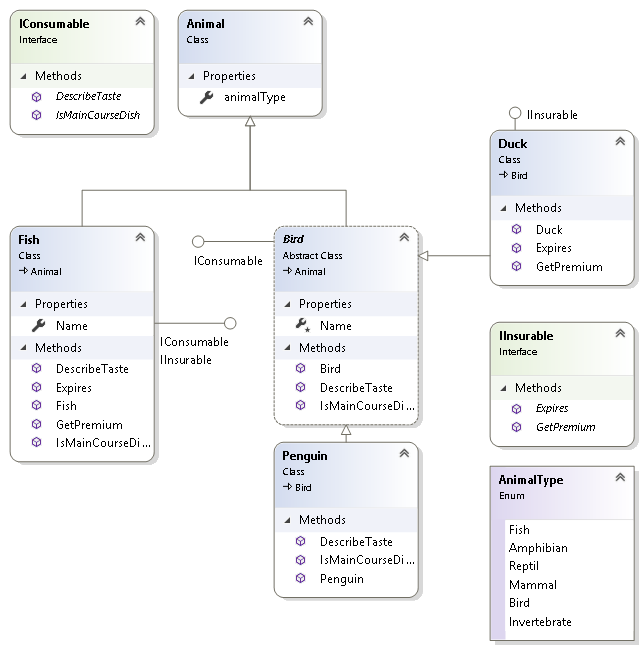 IConsumable
Interface
Methods
DescribeTaste
IsMainCourseDish
Animal
Class
Properties
animalType
IInsurable
Duck
Class
Bird
Methods
Duck
Expires
GetPremium
Fish
Class
Animal
Properties
Name
Methods
DescribeTaste
Expires
Fish
GetPremium
IsMainCourseDi...
IConsumable
IInsurable
IConsumable
Bird
Abstract Class
Animal
Properties
Name
Methods
Bird
DescribeTaste
IsMainCourseDi...
IInsurable
Interface
Methods
Expires
GetPremium
Penguin
Class
Bird
Methods
DescribeTaste
IsMainCourseDi...
Penguin
AnimalType
Enum
Fish
Amphibian
Reptil
Mammal
Bird
Invertebrate